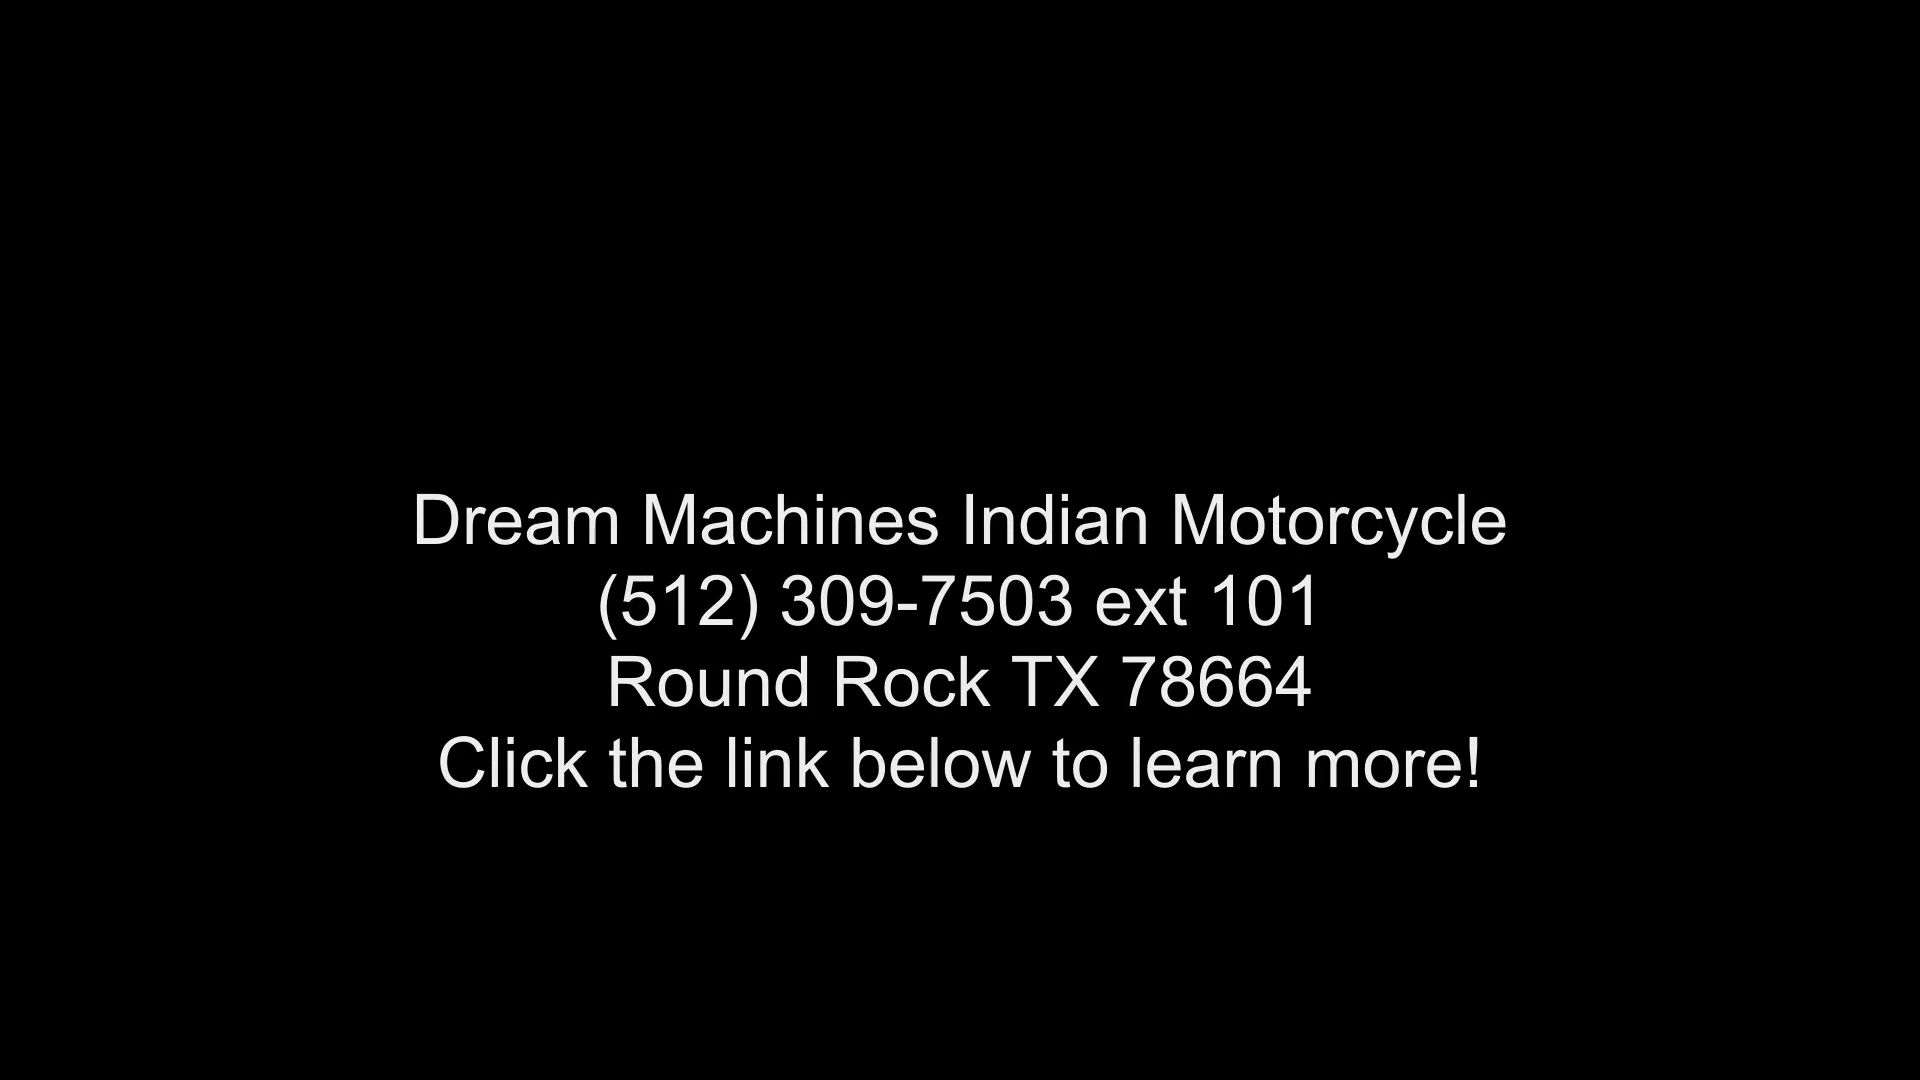 Dream Machines Indian Motorcycle
(512) 309-7503 ext 101
Round Rock TX 78664
Click the link below to learn more!